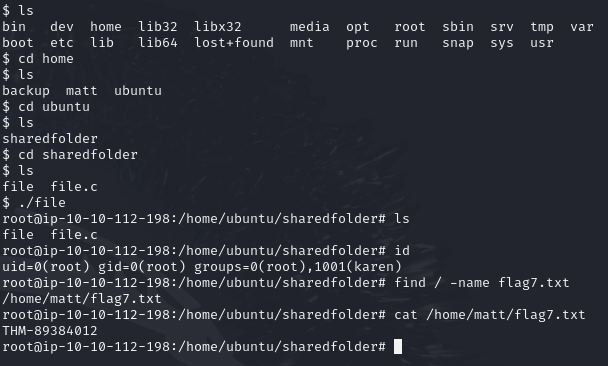 $ ls
bin  dev  home  lib32  libx32      media  opt   root  sbin  srv  tmp  var
boot  etc  lib   lib64  lost+found  mnt    proc  run   snap  sys  usr
$ cd home
$ ls
backup  matt  ubuntu
$ cd ubuntu
$ ls
sharedfolder
$ cd sharedfolder
$ ls
file  file.c
$ ./file
root@ip-10-10-112-198:/home/ubuntu/sharedfolder# ls
file  file.c
root@ip-10-10-112-198:/home/ubuntu/sharedfolder# id
uid=0(root) gid=0(root) groups=0(root),1001(karen)
root@ip-10-10-112-198:/home/ubuntu/sharedfolder# find / -name flag7.txt
/home/matt/flag7.txt
root@ip-10-10-112-198:/home/ubuntu/sharedfolder# cat /home/matt/flag7.txt
THM-89384012
root@ip-10-10-112-198:/home/ubuntu/sharedfolder#